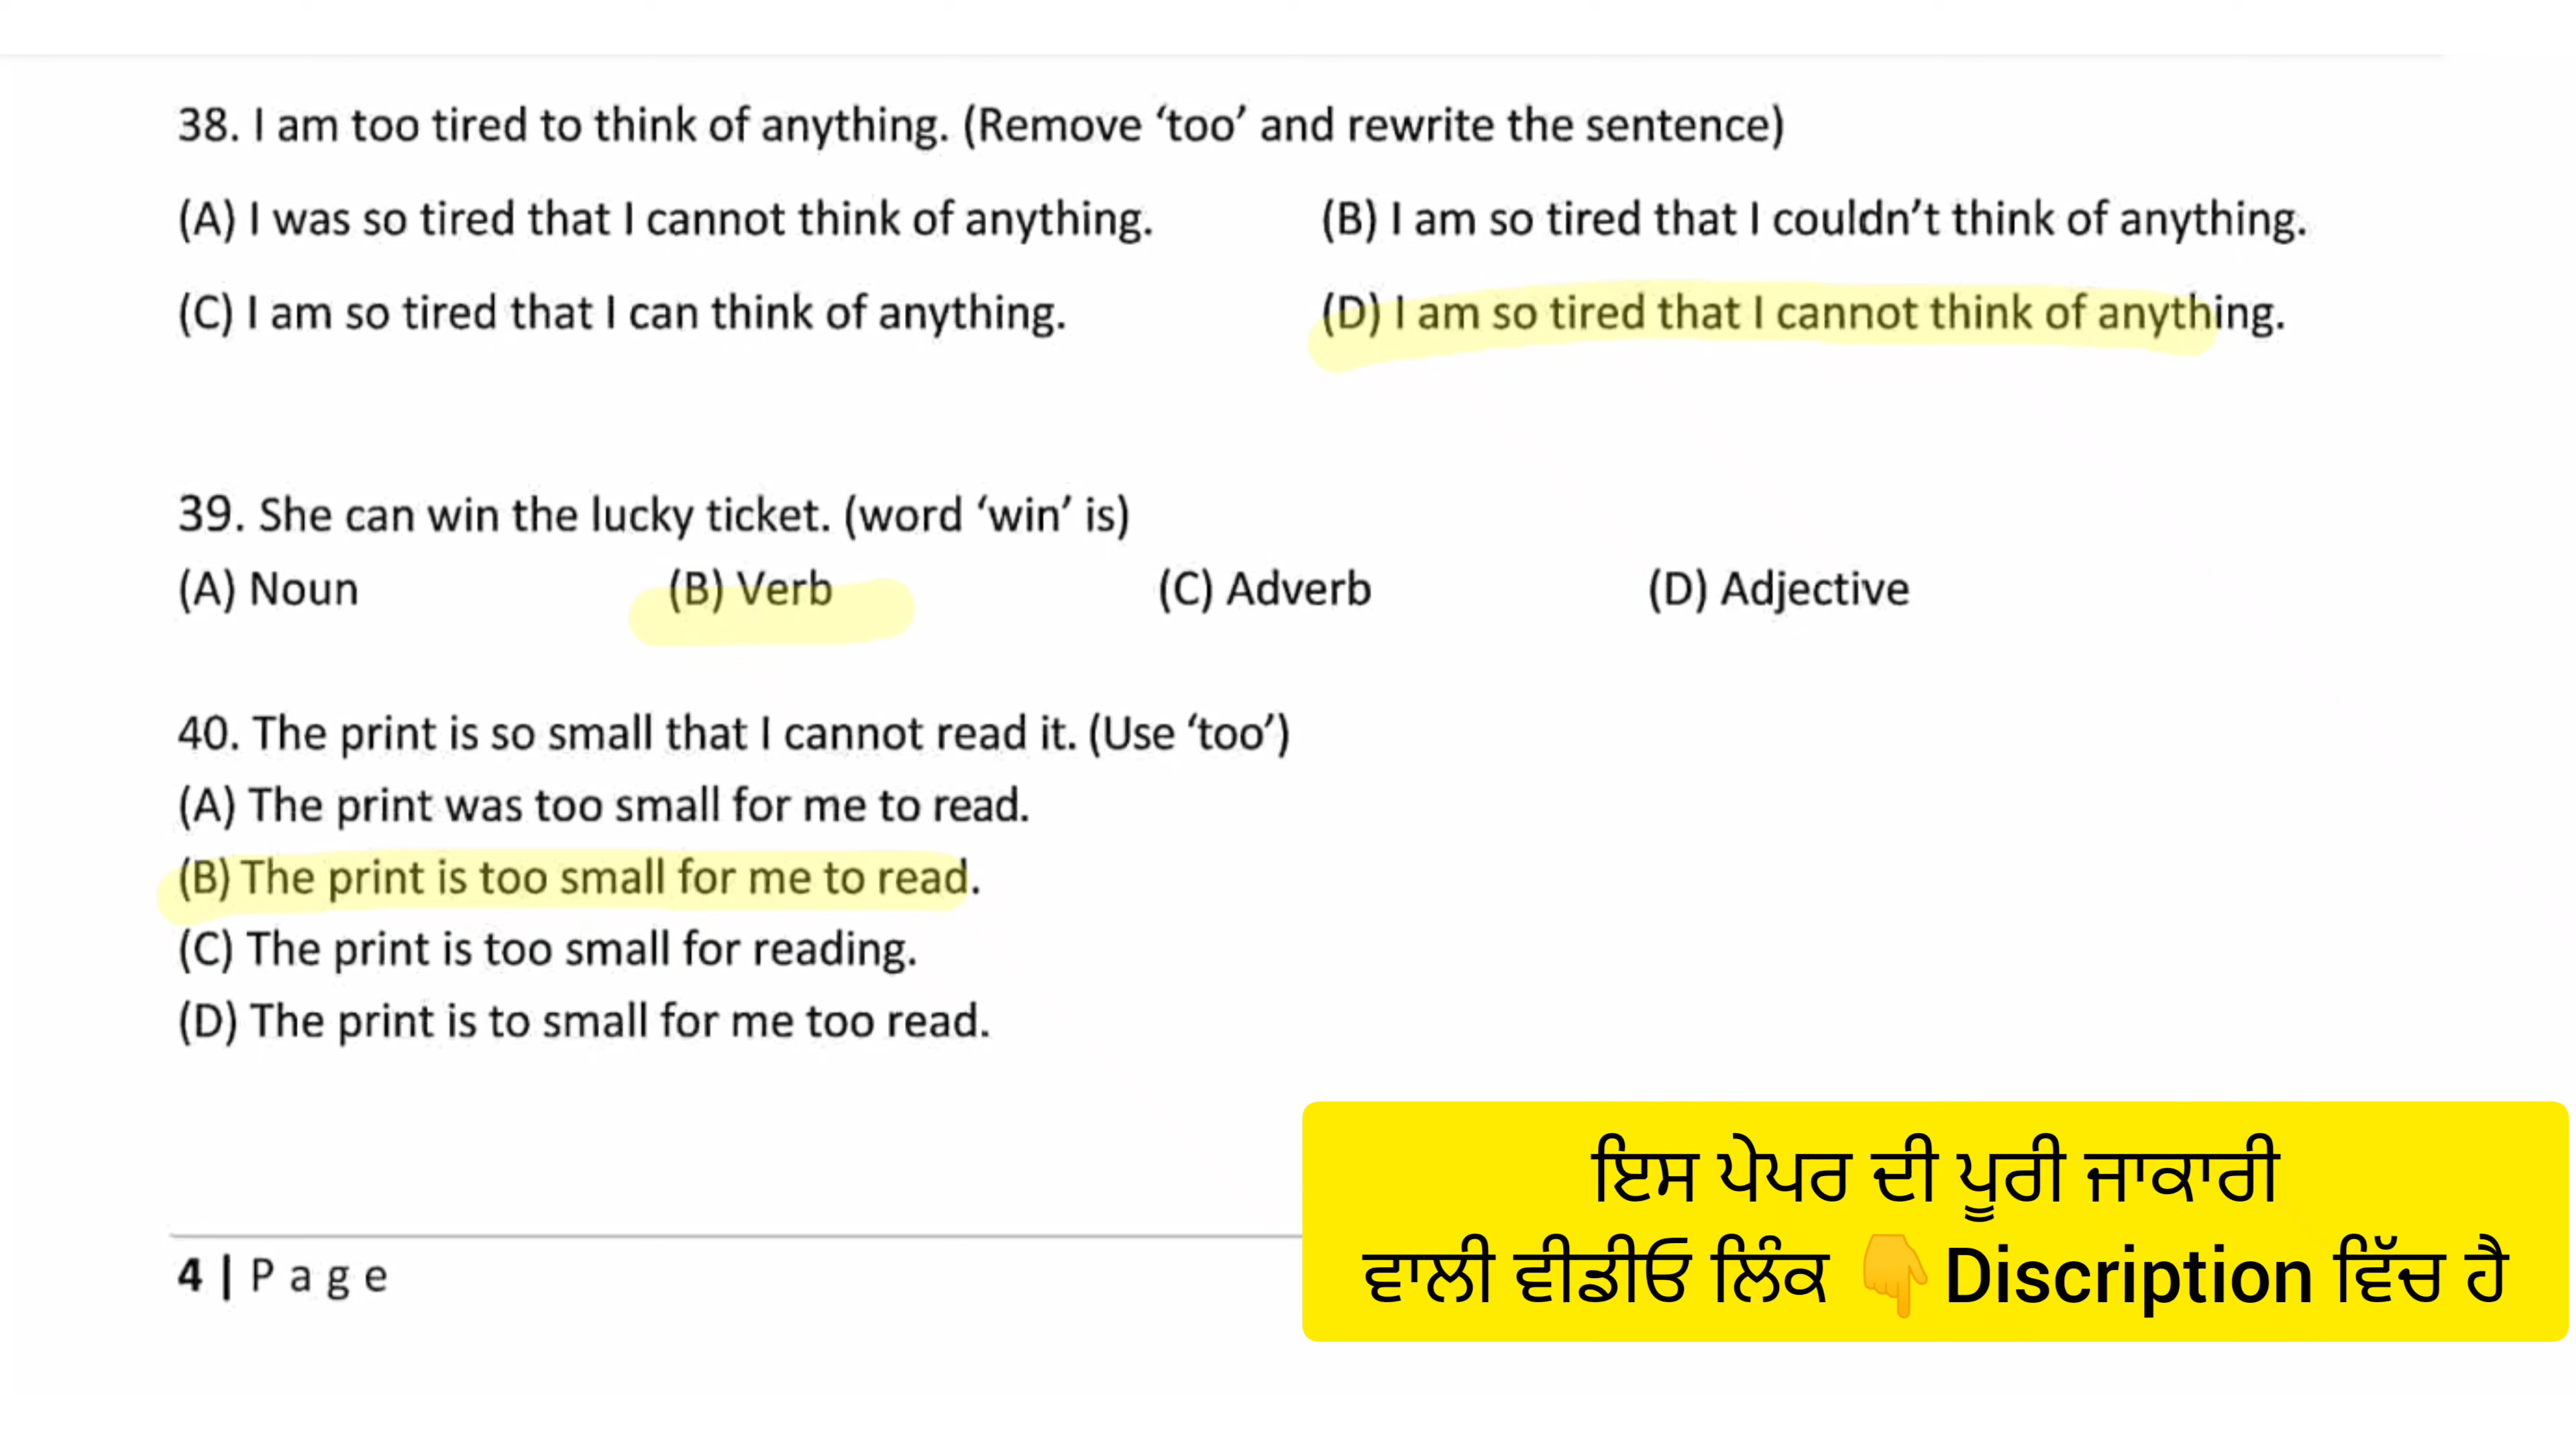 38. I am too tired to think of anything. (Remove ‘too’ and rewrite the sentence)
(A) I was so tired that I cannot think of anything. (B) I am so tired that I couldn’t think of anything.
(C) I am so tired that I can think of anything. (D) I am so tired that I cannot think of anything.
39. She can win the lucky ticket. (word ‘win’ is)
(A) Noun (B) Verb (C) Adverb (D) Adjective
40. The print is so small that I cannot read it. (Use ‘too’)
(A) The print was too small for me to read.
(B) The print is too small for me to read.
(C) The print is too small for reading.
(D) The print is to small for me too read.
ਇਸ ਪੇਪਰ ਦੀ ਪੂਰੀ ਜਾਕਾਰੀ
ਵਾਲੀ ਵੀਡੀਓ ਲਿੰਕ 👇 Discription ਵਿੱਚ ਹੈ
4 | P a g e